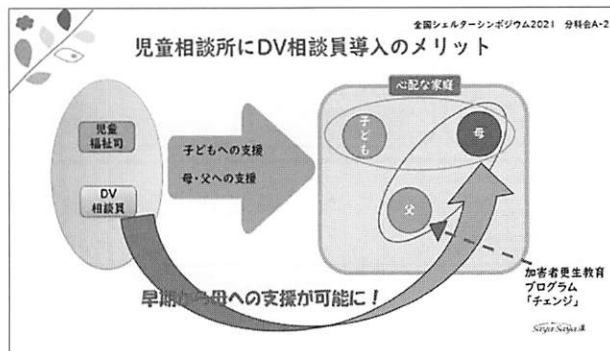 全国シェルターシンポジウム2021 分科会A-2
児童相談所にDV相談員導入のメリット
心配な家庭
児童
福祉司
DV
相談員
子どもへの支援
母・父への支援
子ども
母
父
早期から母への支援が可能に!
加害者更生教育
プログラム
「チェンジ」
SayaSaya